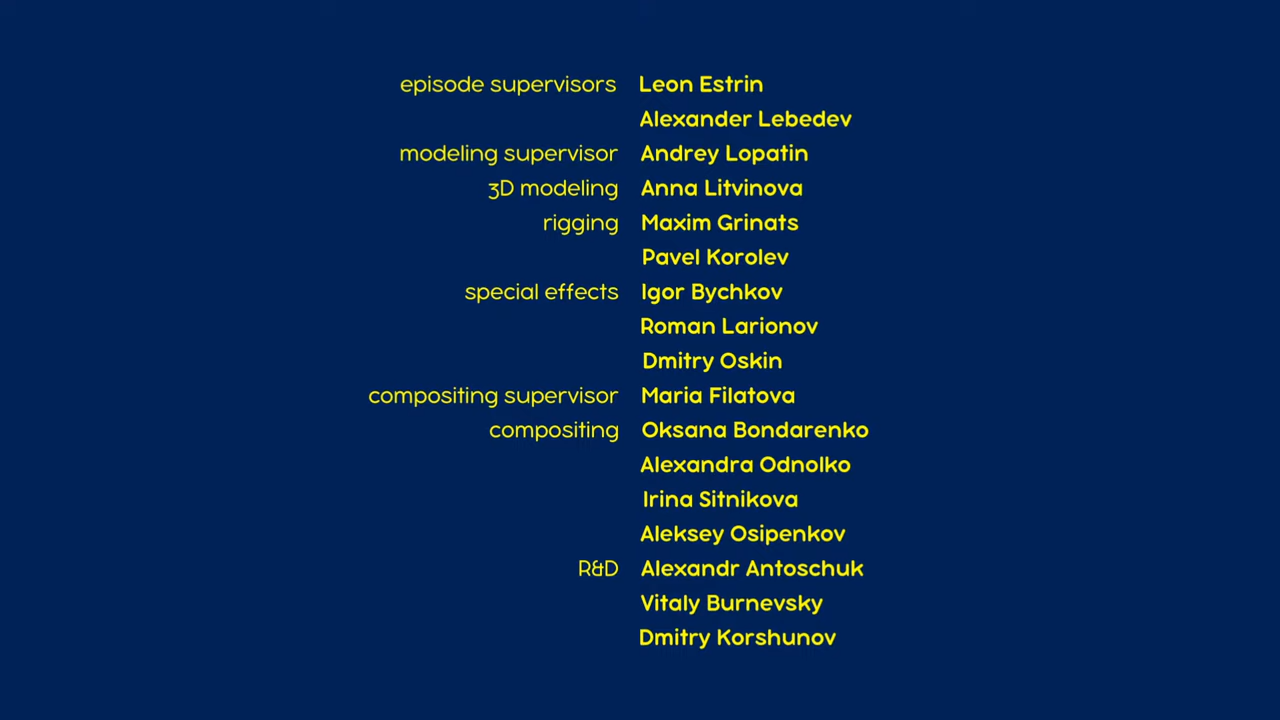 episode supervisors Leon Estrin
Alexander Lebedev
modeling supervisor Andrey Lopatin
3D modeling Anna Litvinova
rigging Maxim Grinats
Pavel Korolev
special effects Igor Bychkov
Roman Larionov
Dmitry Oskin
compositing supervisor Maria Filatova
compositing Oksana Bondarenko
Alexandra Odnolko
Irina Sitnikova
Aleksey Osipenkov
R&D Alexandr Antoschuk
Vitaly Burnevsky
Dmitry Korshunov